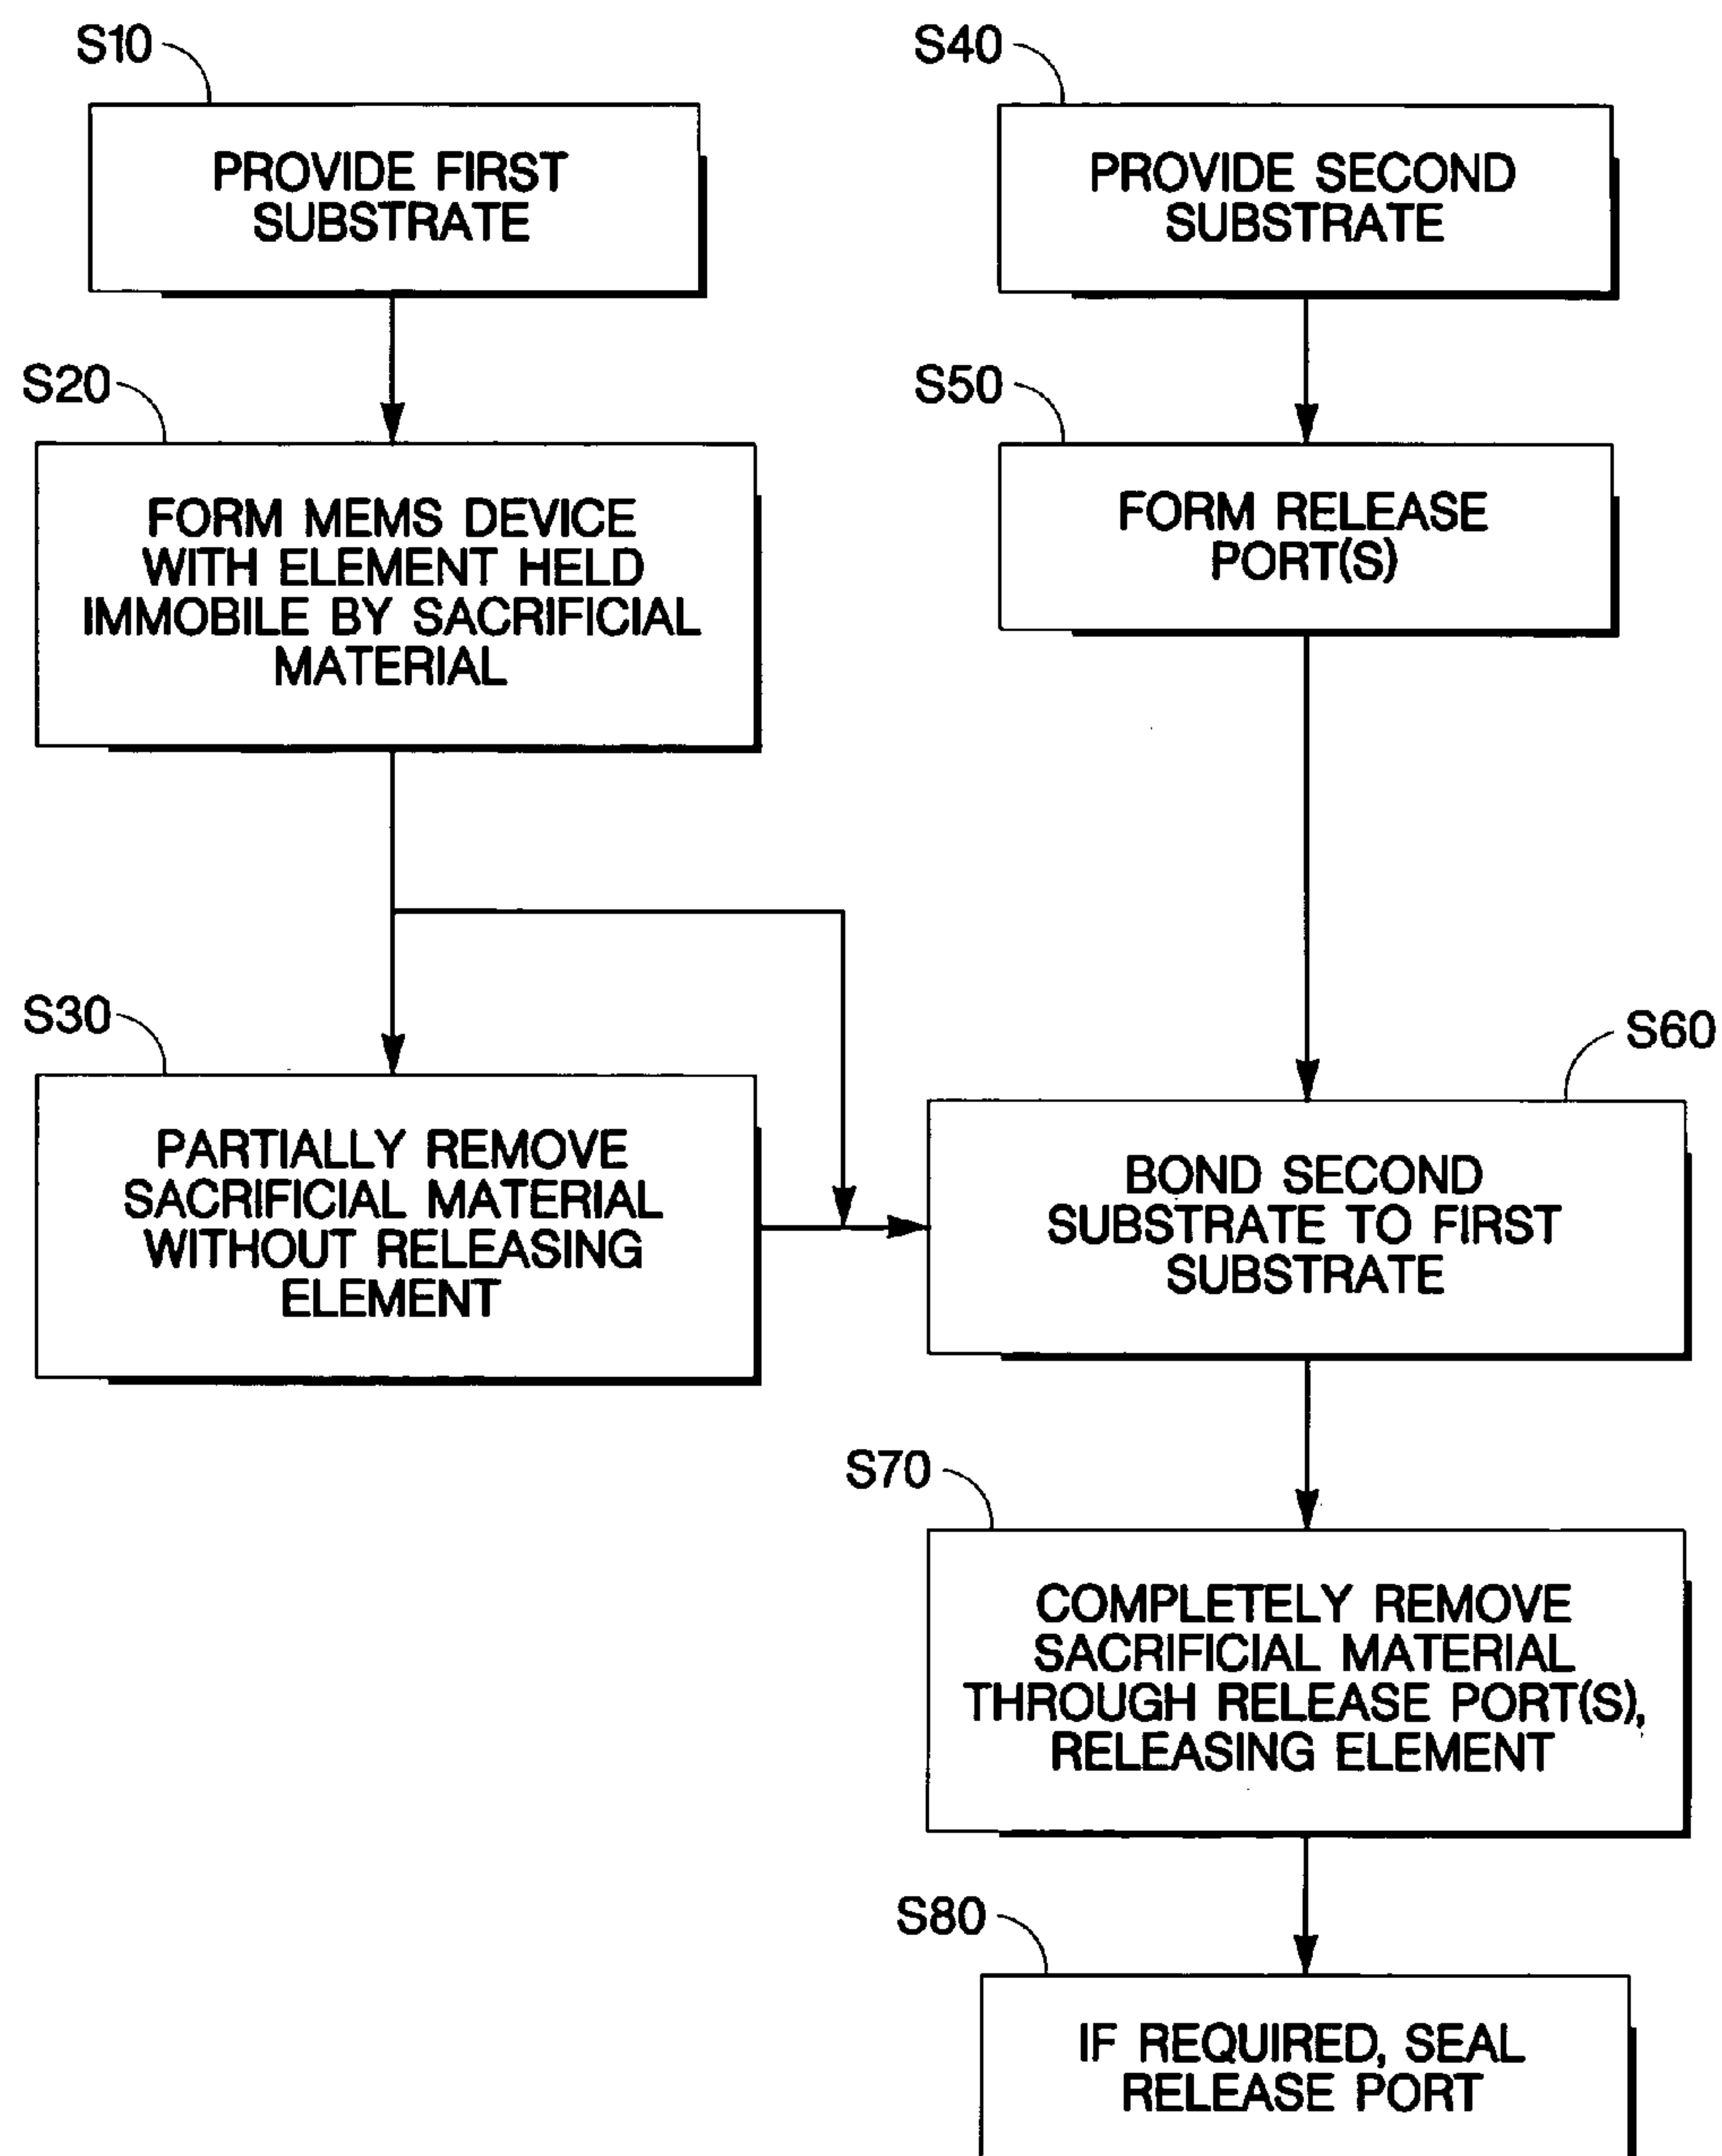 S10
PROVIDE FIRST
SUBSTRATE
S20
FORM MEMS DEVICE
WITH ELEMENT HELD
IMMOBILE BY SACRIFICIAL
MATERIAL
S30
PARTIALLY REMOVE
SACRIFICIAL MATERIAL
WITHOUT RELEASING
ELEMENT
S40
PROVIDE SECOND
SUBSTRATE
S50
FORM RELEASE
PORT(S)
S60
BOND SECOND
SUBSTRATE TO FIRST
SUBSTRATE
S70
COMPLETELY REMOVE
SACRIFICIAL MATERIAL
THROUGH RELEASE PORT(S),
RELEASING ELEMENT
S80
IF REQUIRED, SEAL
RELEASE PORT